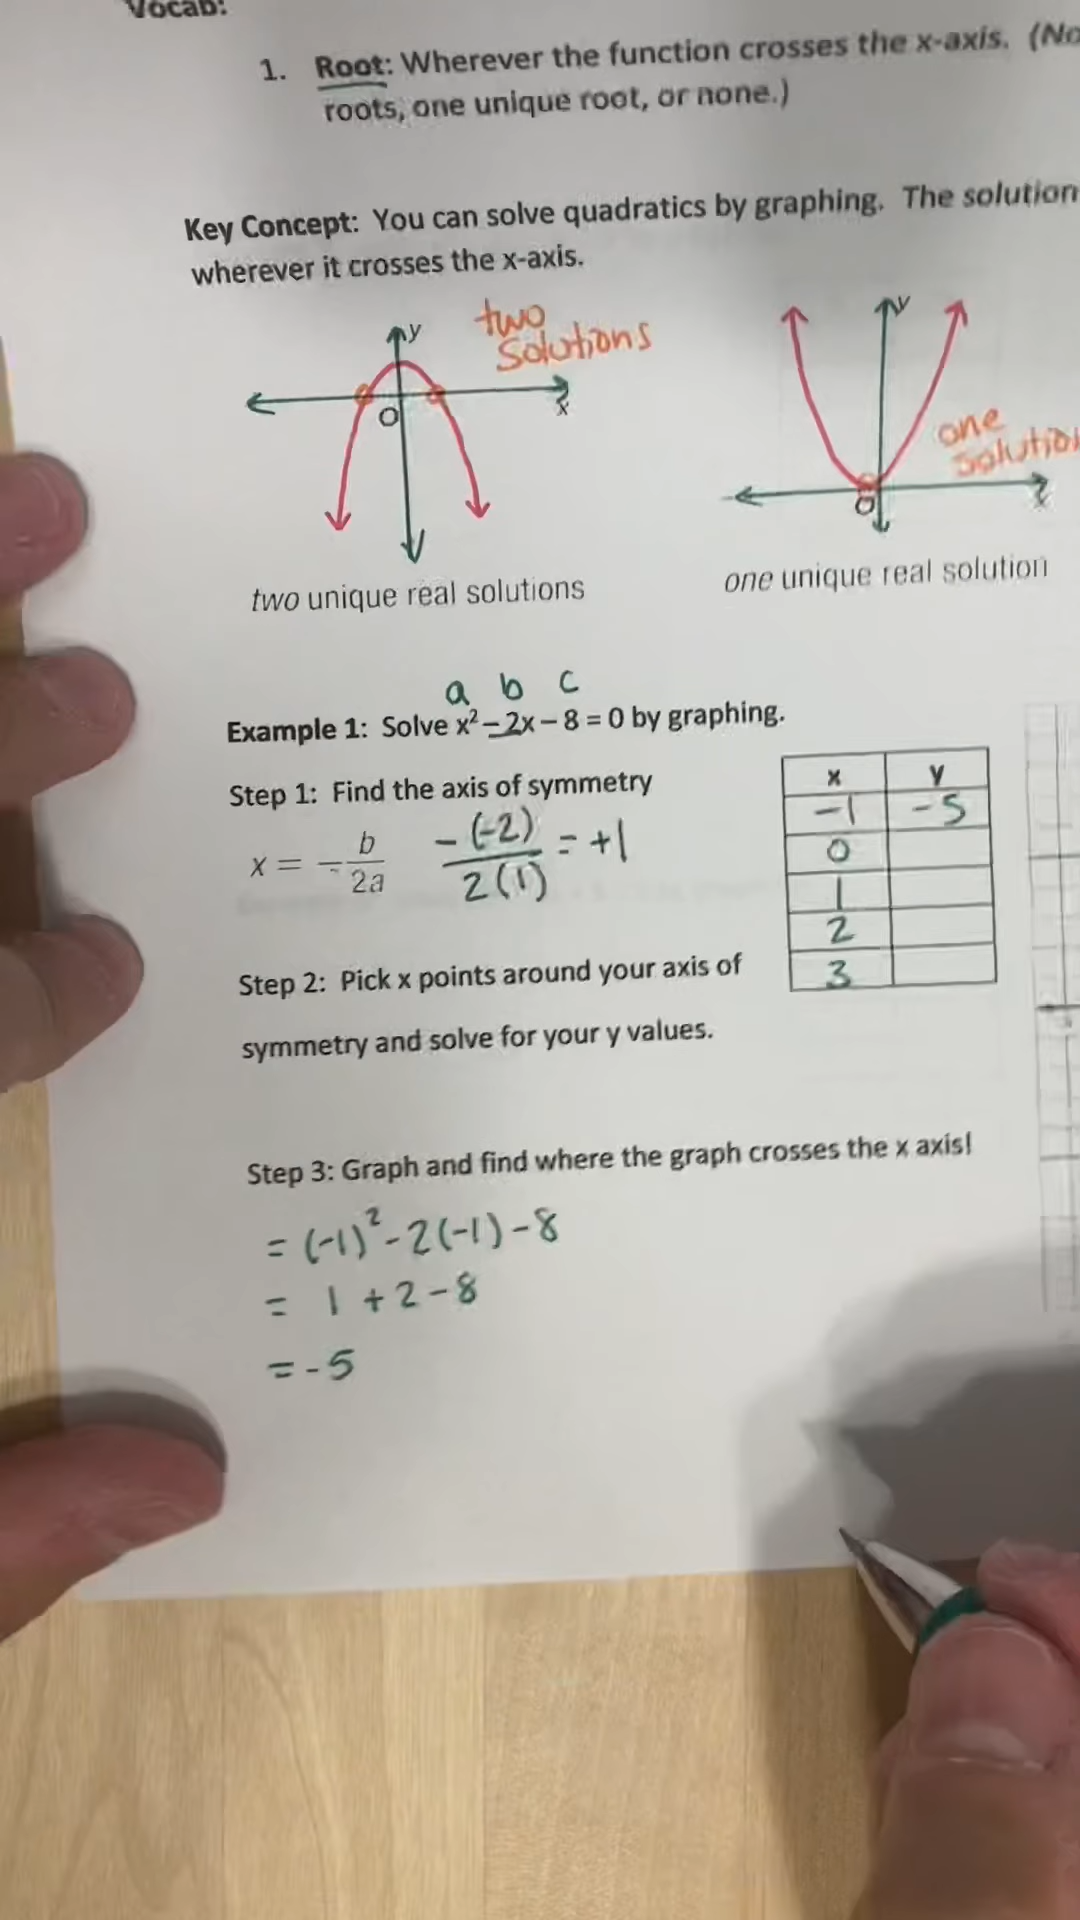 Vocab:
1. Root: Wherever the function crosses the x-axis. (No
roots, one unique root, or none.)
Key Concept: You can solve quadratics by graphing. The solution
wherever it crosses the x-axis.
two
solutions
y
O
x
y
one
solution
O
x
two unique real solutions
one unique real solution
a b c
Example 1: Solve x² – 2x – 8 = 0 by graphing.
Step 1: Find the axis of symmetry
x = - b/2a  -(-2)/2(1) = +1
x y
-1 -5
0
1
2
3
Step 2: Pick x points around your axis of
symmetry and solve for your y values.
Step 3: Graph and find where the graph crosses the x axis!
= (-1)² - 2(-1) - 8
= 1 + 2 - 8
= -5